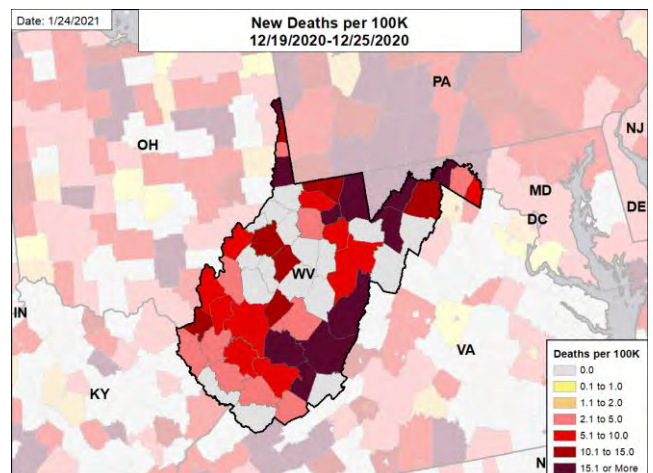 Date: 1/24/2021
New Deaths per 100K
12/19/2020-12/25/2020
PA
OH
NJ
MD
DE
DC
WV
IN
VA
KY
N
Deaths per 100K
0.0
0.1 to 1.0
1.1 to 2.0
2.1 to 5.0
5.1 to 10.0
10.1 to 15.0
15.1 or More